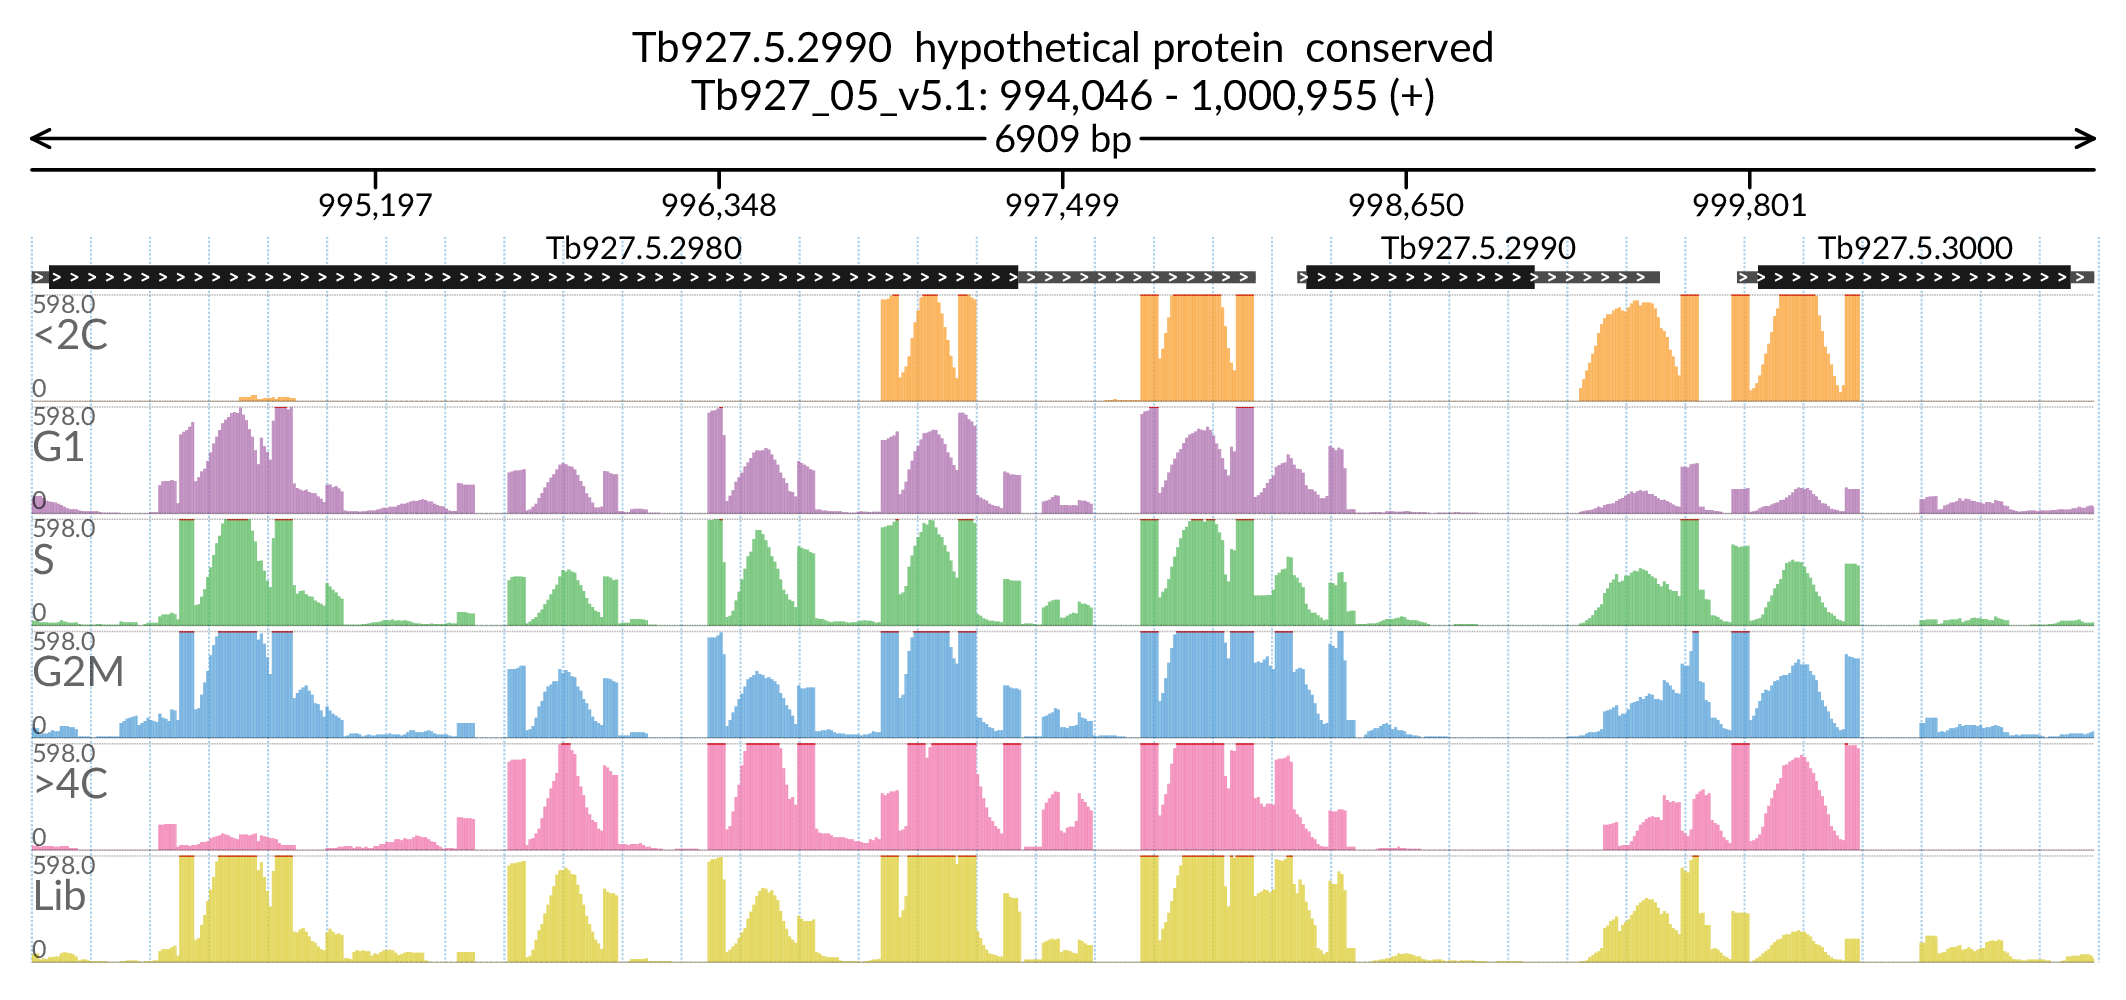 Tb927.5.2990 hypothetical protein conserved
Tb927_05_v5.1: 994,046 - 1,000,955 (+)
6909 bp
995,197 996,348 997,499 998,650 999,801
Tb927.5.2980 Tb927.5.2990 Tb927.5.3000
598.0
<2C
0
598.0
G1
0
598.0
S
0
598.0
G2M
0
598.0
>4C
0
598.0
Lib
0